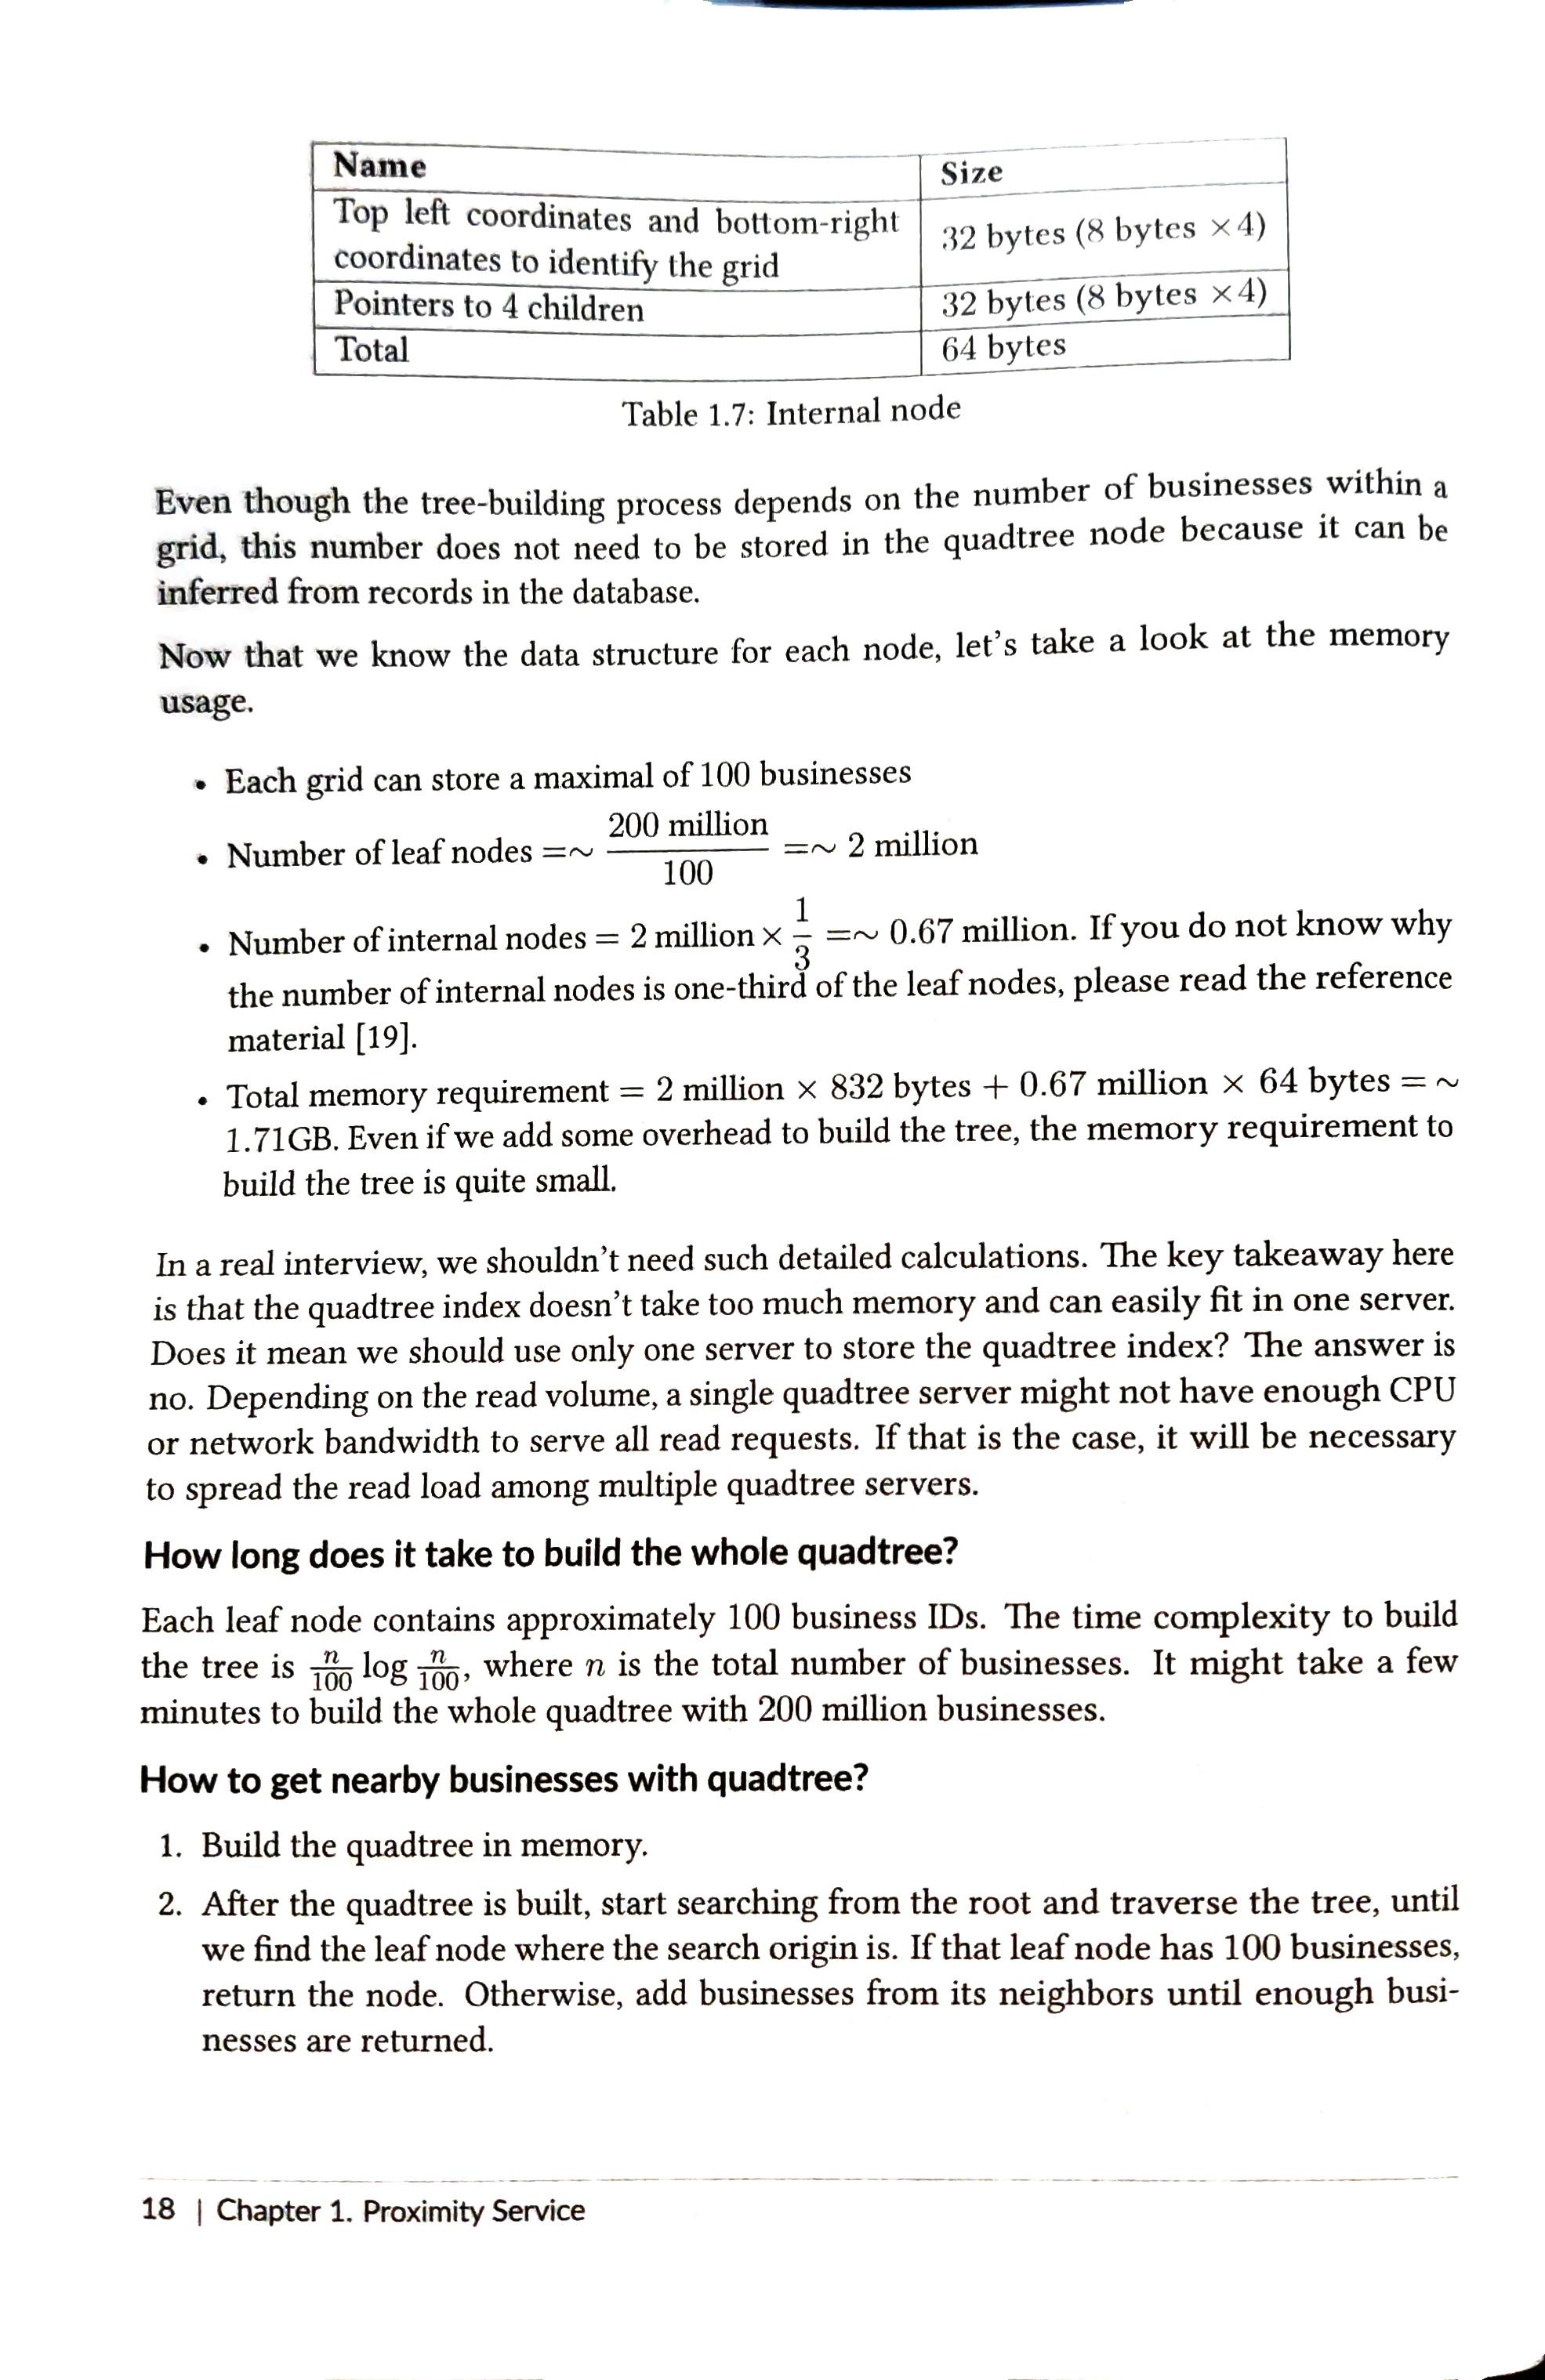 Name Size
Top left coordinates and bottom-right
coordinates to identify the grid 32 bytes (8 bytes ×4)
Pointers to 4 children 32 bytes (8 bytes ×4)
Total 64 bytes
Table 1.7: Internal node
Even though the tree-building process depends on the number of businesses within a
grid, this number does not need to be stored in the quadtree node because it can be
inferred from records in the database.
Now that we know the data structure for each node, let's take a look at the memory
usage.
• Each grid can store a maximal of 100 businesses
• Number of leaf nodes =∼ 200 million / 100 =∼ 2 million
• Number of internal nodes = 2 million × 1/3 =∼ 0.67 million. If you do not know why
the number of internal nodes is one-third of the leaf nodes, please read the reference
material [19].
• Total memory requirement = 2 million × 832 bytes + 0.67 million × 64 bytes = ∼
1.71GB. Even if we add some overhead to build the tree, the memory requirement to
build the tree is quite small.
In a real interview, we shouldn't need such detailed calculations. The key takeaway here
is that the quadtree index doesn't take too much memory and can easily fit in one server.
Does it mean we should use only one server to store the quadtree index? The answer is
no. Depending on the read volume, a single quadtree server might not have enough CPU
or network bandwidth to serve all read requests. If that is the case, it will be necessary
to spread the read load among multiple quadtree servers.
How long does it take to build the whole quadtree?
Each leaf node contains approximately 100 business IDs. The time complexity to build
the tree is n/100 log n/100, where n is the total number of businesses. It might take a few
minutes to build the whole quadtree with 200 million businesses.
How to get nearby businesses with quadtree?
1. Build the quadtree in memory.
2. After the quadtree is built, start searching from the root and traverse the tree, until
we find the leaf node where the search origin is. If that leaf node has 100 businesses,
return the node. Otherwise, add businesses from its neighbors until enough busi-
nesses are returned.
18 | Chapter 1. Proximity Service